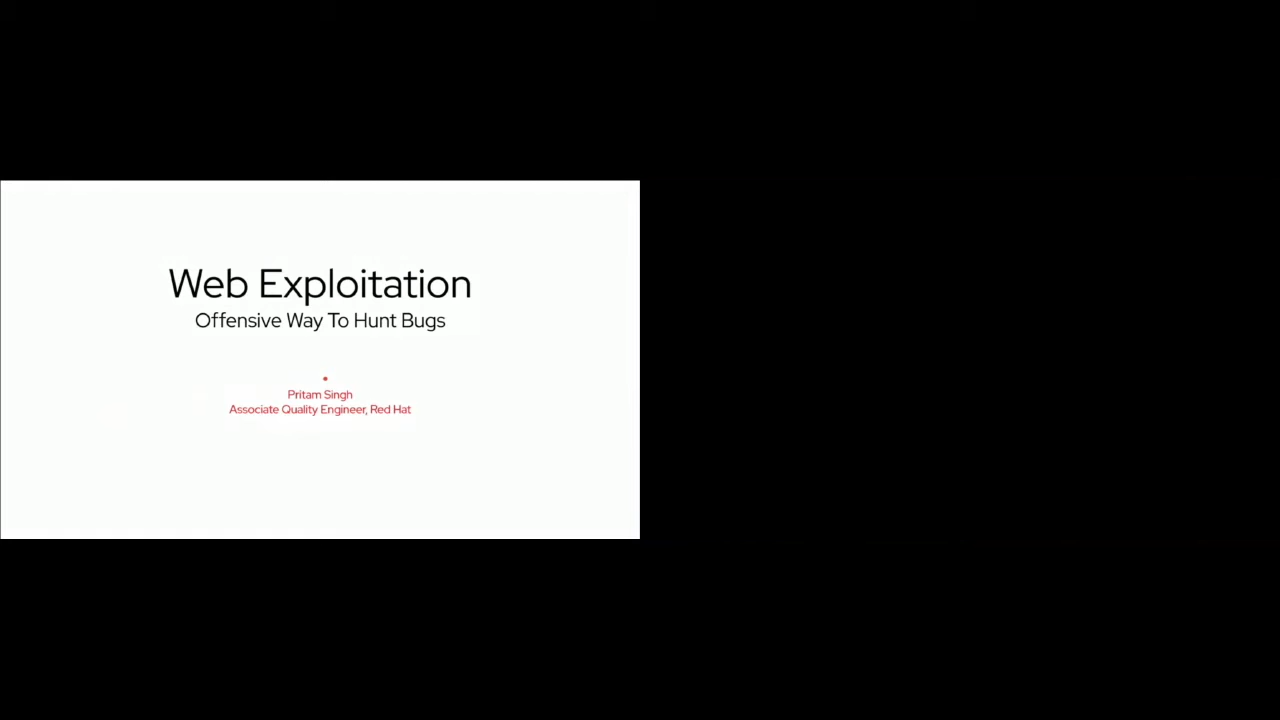 Web Exploitation
Offensive Way To Hunt Bugs
Pritam Singh
Associate Quality Engineer, Red Hat